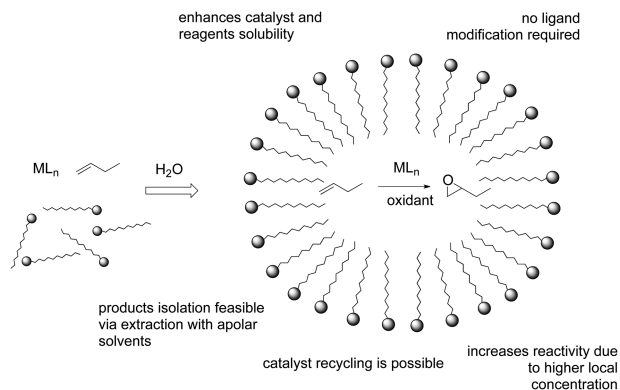 enhances catalyst and
reagents solubility
no ligand
modification required
MLn
H2O
MLn
oxidant
O
products isolation feasible
via extraction with apolar
solvents
catalyst recycling is possible
increases reactivity due
to higher local
concentration